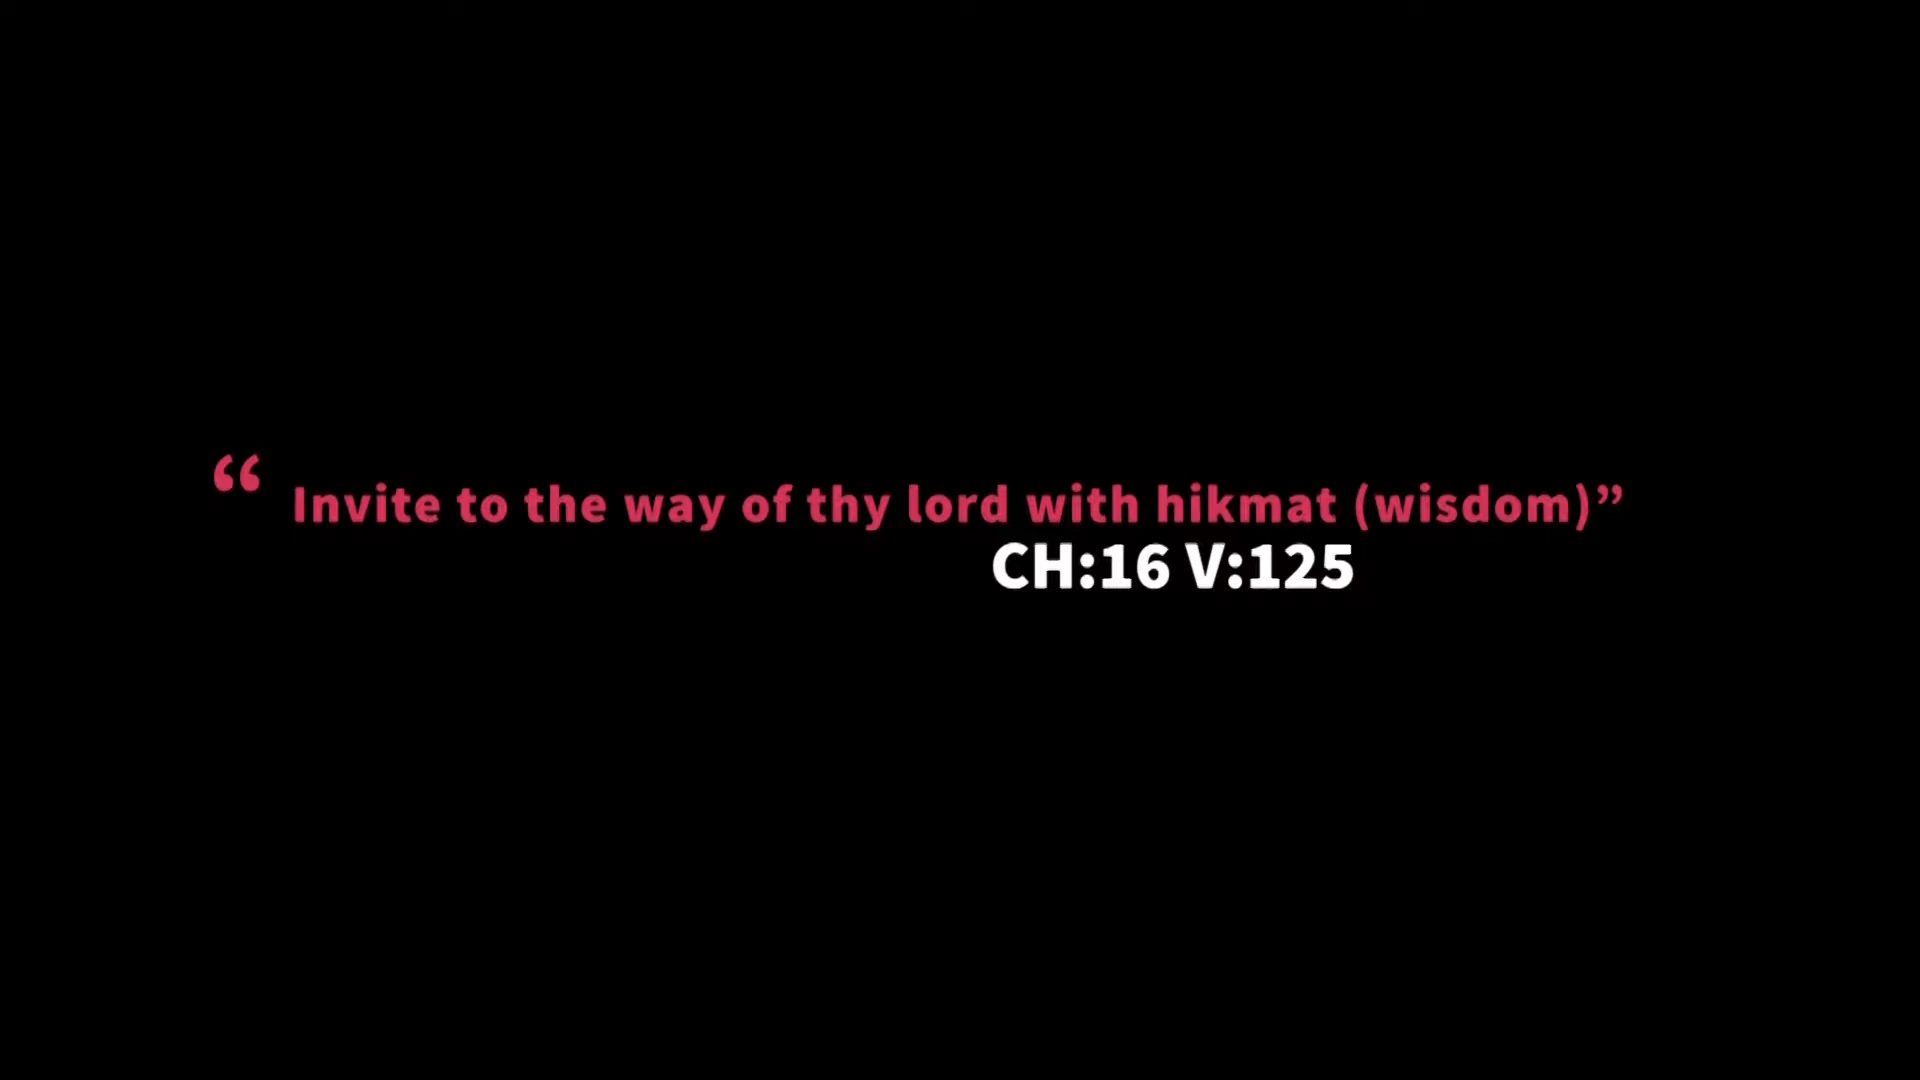 “ Invite to the way of thy lord with hikmat (wisdom)”
CH:16 V:125